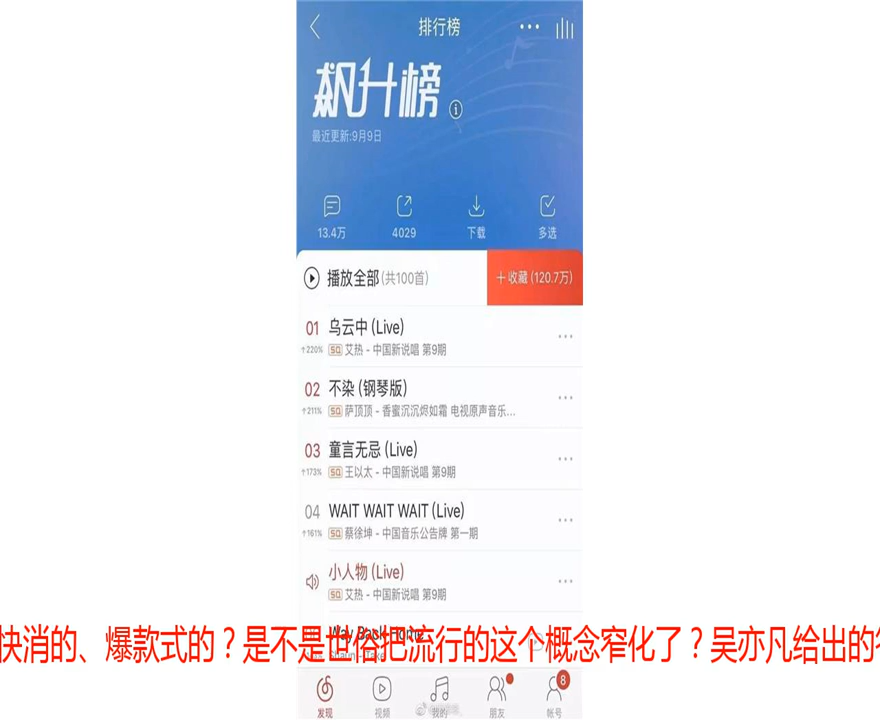 排行榜
飙升榜
最近更新:9月9日
13.4万 4029 下载 多选
播放全部(共100首)
＋收藏 (120.7万)
01 乌云中 (Live)
↑220% SQ 艾热 - 中国新说唱 第9期
02 不染 (钢琴版)
↑211% SQ 萨顶顶 - 香蜜沉沉烬如霜 电视原声音乐...
03 童言无忌 (Live)
↑173% SQ 王以太 - 中国新说唱 第9期
04 WAIT WAIT WAIT (Live)
↑161% SQ 蔡徐坤 - 中国音乐公告牌 第一期
小人物 (Live)
SQ 艾热 - 中国新说唱 第9期
Way Back Home
快消的、爆款式的？是不是世俗把流行的这个概念窄化了？吴亦凡给出的
发现 视频 我的 朋友 帐号
8